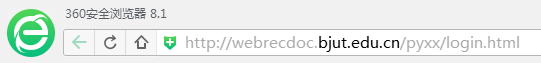 360安全浏览器 8.1
http://webrecdoc.bjut.edu.cn/pyxx/login.html